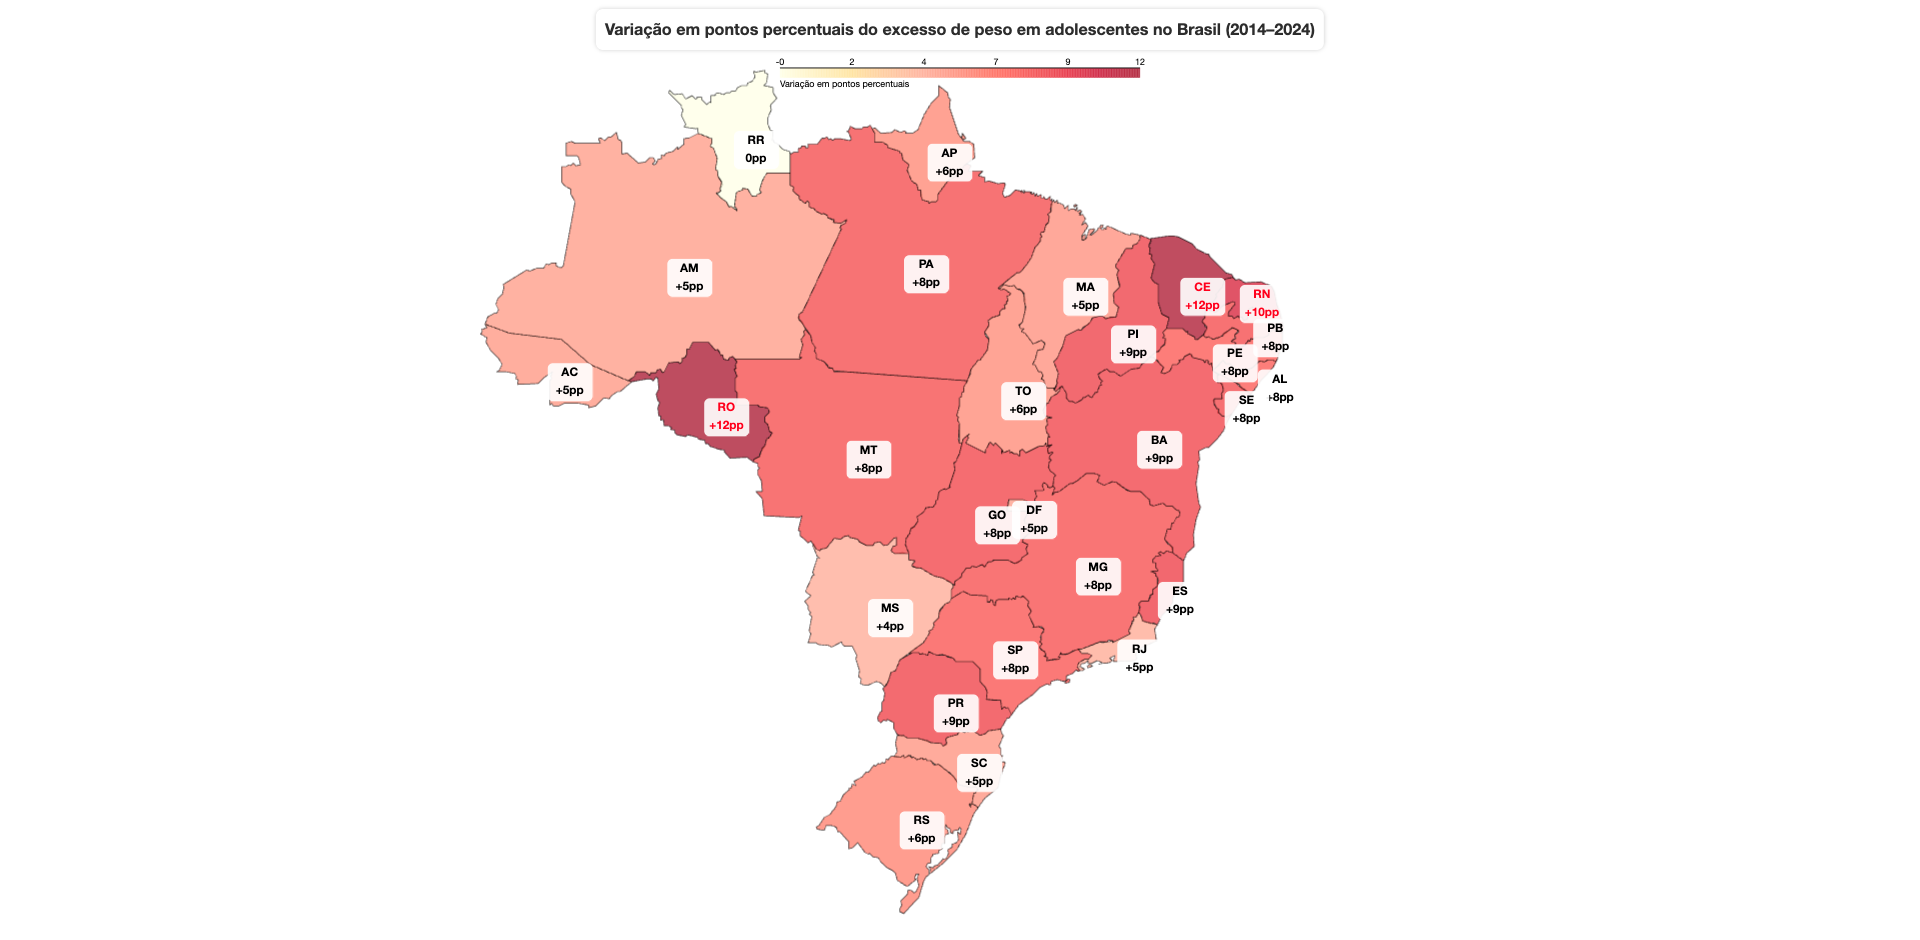 Variação em pontos percentuais do excesso de peso em adolescentes no Brasil (2014–2024)
-0 2 4 7 9 12
Variação em pontos percentuais
RR
0pp
AP
+6pp
AM
+5pp
PA
+8pp
MA
+5pp
CE
+12pp
RN
+10pp
PI
+9pp
PB
+8pp
PE
+8pp
AC
+5pp
AL
+8pp
TO
+6pp
SE
+8pp
RO
+12pp
BA
+9pp
MT
+8pp
GO
+8pp
DF
+5pp
MG
+8pp
ES
+9pp
MS
+4pp
SP
+8pp
RJ
+5pp
PR
+9pp
SC
+5pp
RS
+6pp